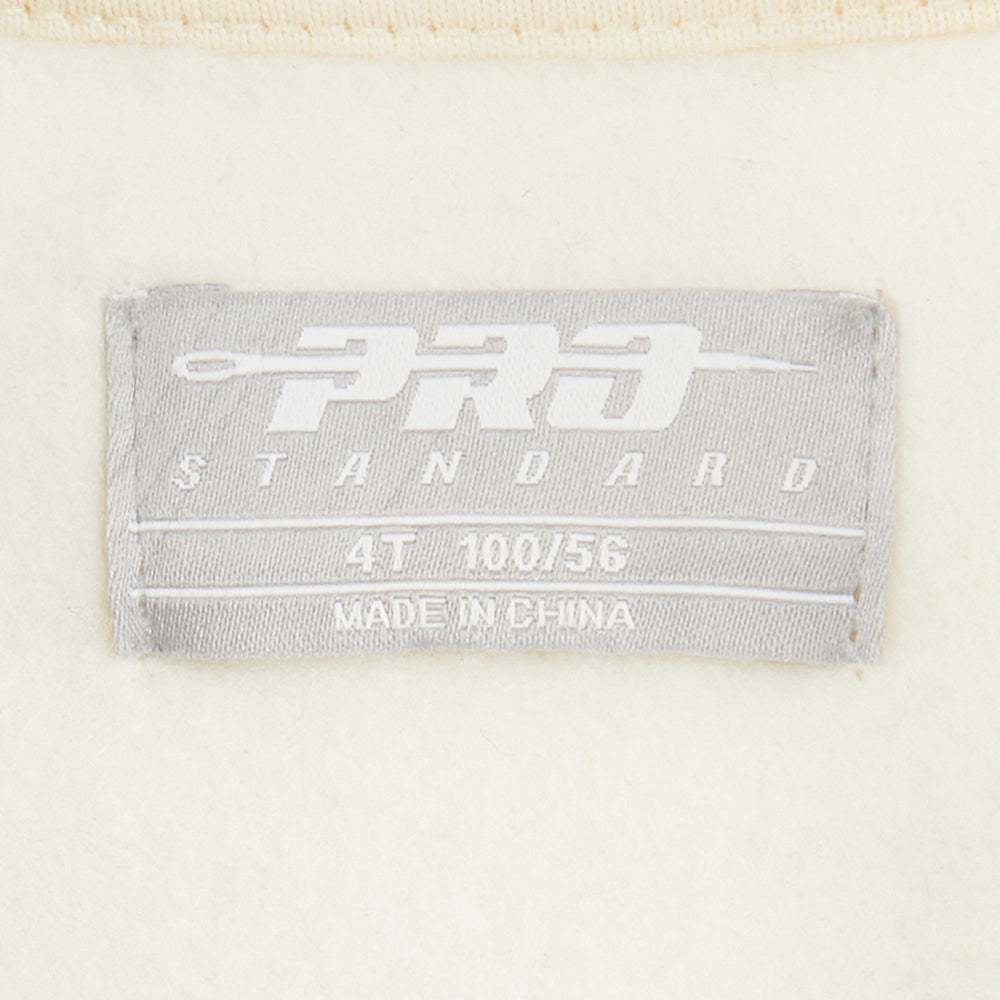 PRO
STANDARD
4T 100/56
MADE IN CHINA